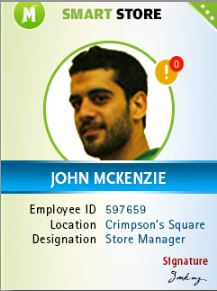 M SMART STORE
! 0
JOHN MCKENZIE
Employee ID 597659
Location Crimpson's Square
Designation Store Manager
Signature